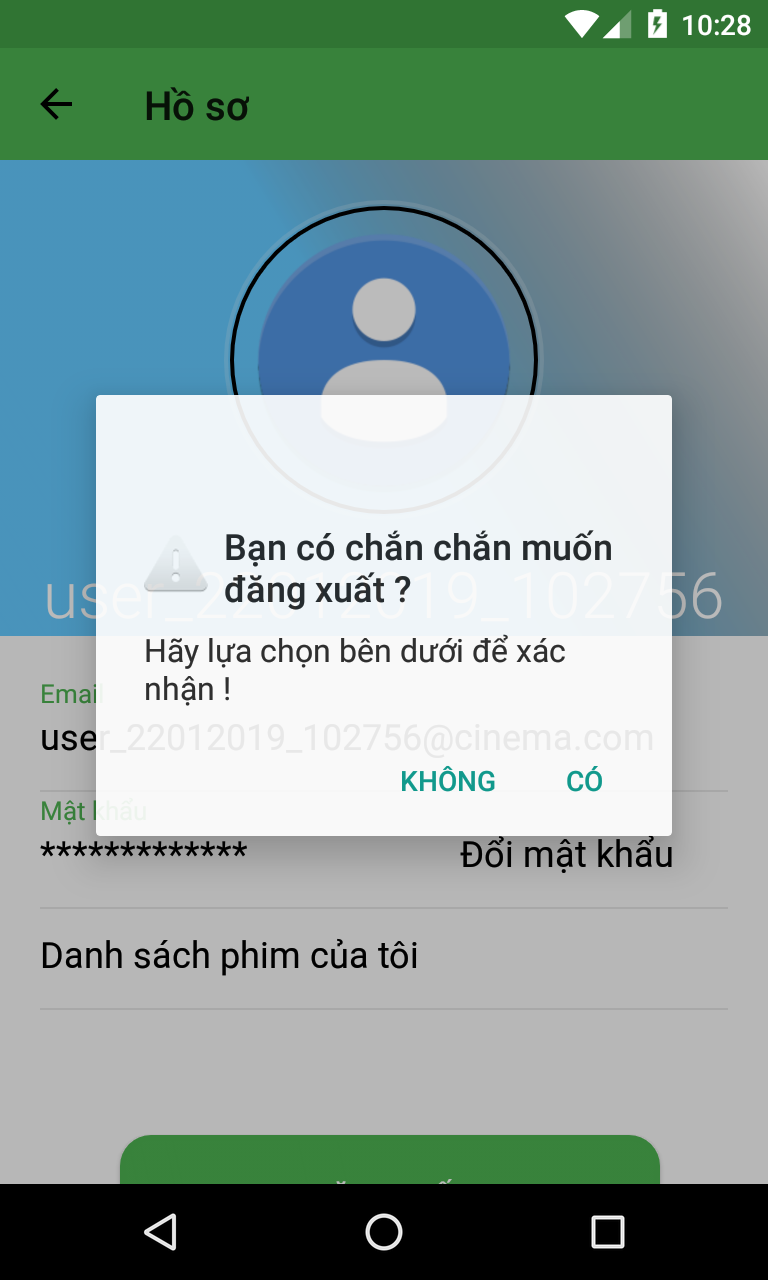 10:28
Hồ sơ
user_22012019_102756
Bạn có chắn chắn muốn
đăng xuất ?
Hãy lựa chọn bên dưới để xác
nhận !
Email
user_22012019_102756@cinema.com
KHÔNG CÓ
Mật khẩu
************* Đổi mật khẩu
Danh sách phim của tôi